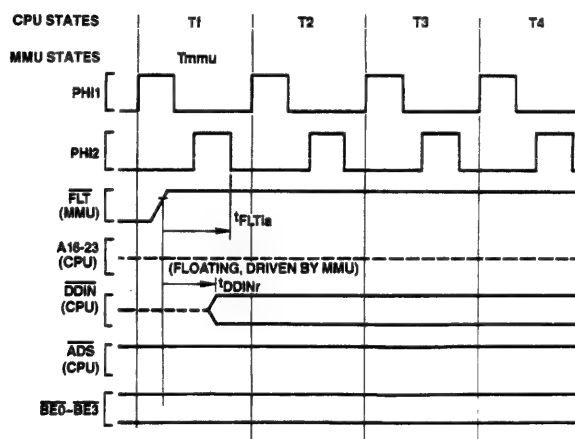 CPU STATES Tf T2 T3 T4
MMU STATES Tmmu
PHI1
PHI2
FLT
(MMU)
tFLTIa
A16-23
(CPU)
(FLOATING, DRIVEN BY MMU)
DDIN
(CPU)
tDDINr
ADS
(CPU)
BE0-BE3